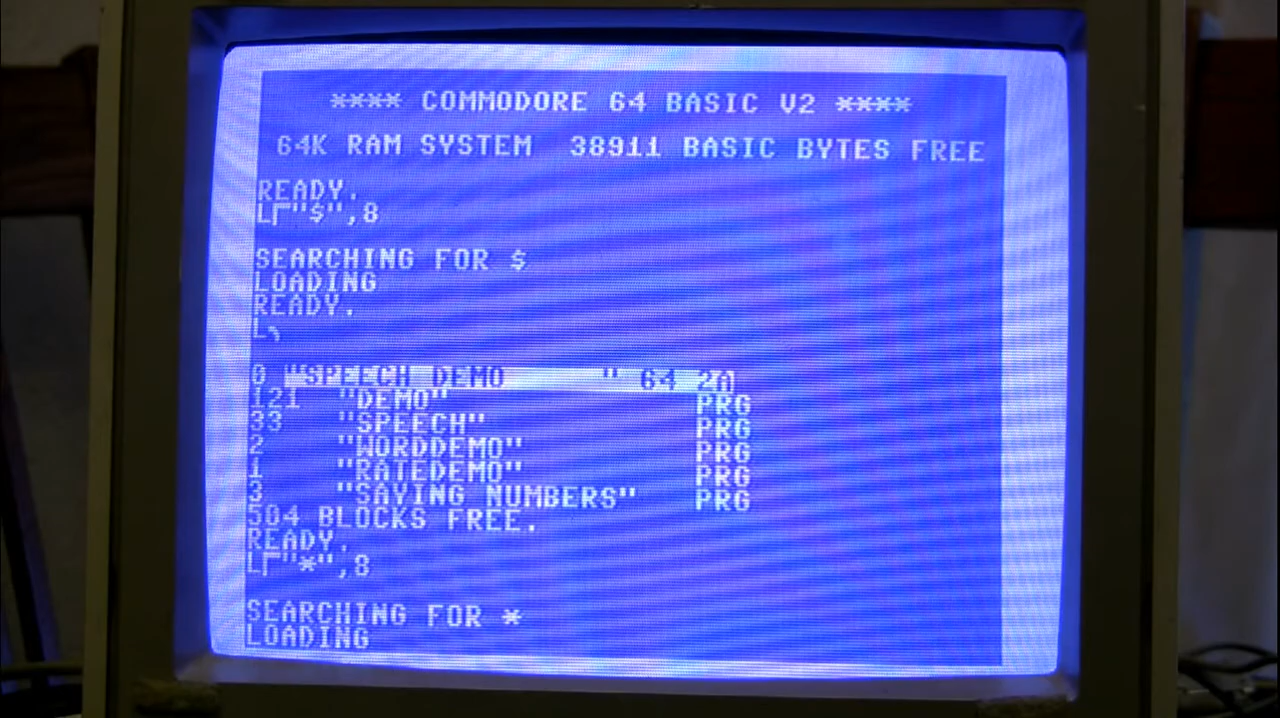 **** COMMODORE 64 BASIC V2 ****
64K RAM SYSTEM 38911 BASIC BYTES FREE
READY.
L┌"$",8
SEARCHING FOR $
LOADING
READY.
L╮
0 "SPEECH DEMO      " 64 2A
121 "DEMO" PRG
33 "SPEECH" PRG
2 "WORDDEMO" PRG
1 "RATEDEMO" PRG
3 "SAYING NUMBERS" PRG
504 BLOCKS FREE.
READY.
L┌"*",8
SEARCHING FOR *
LOADING